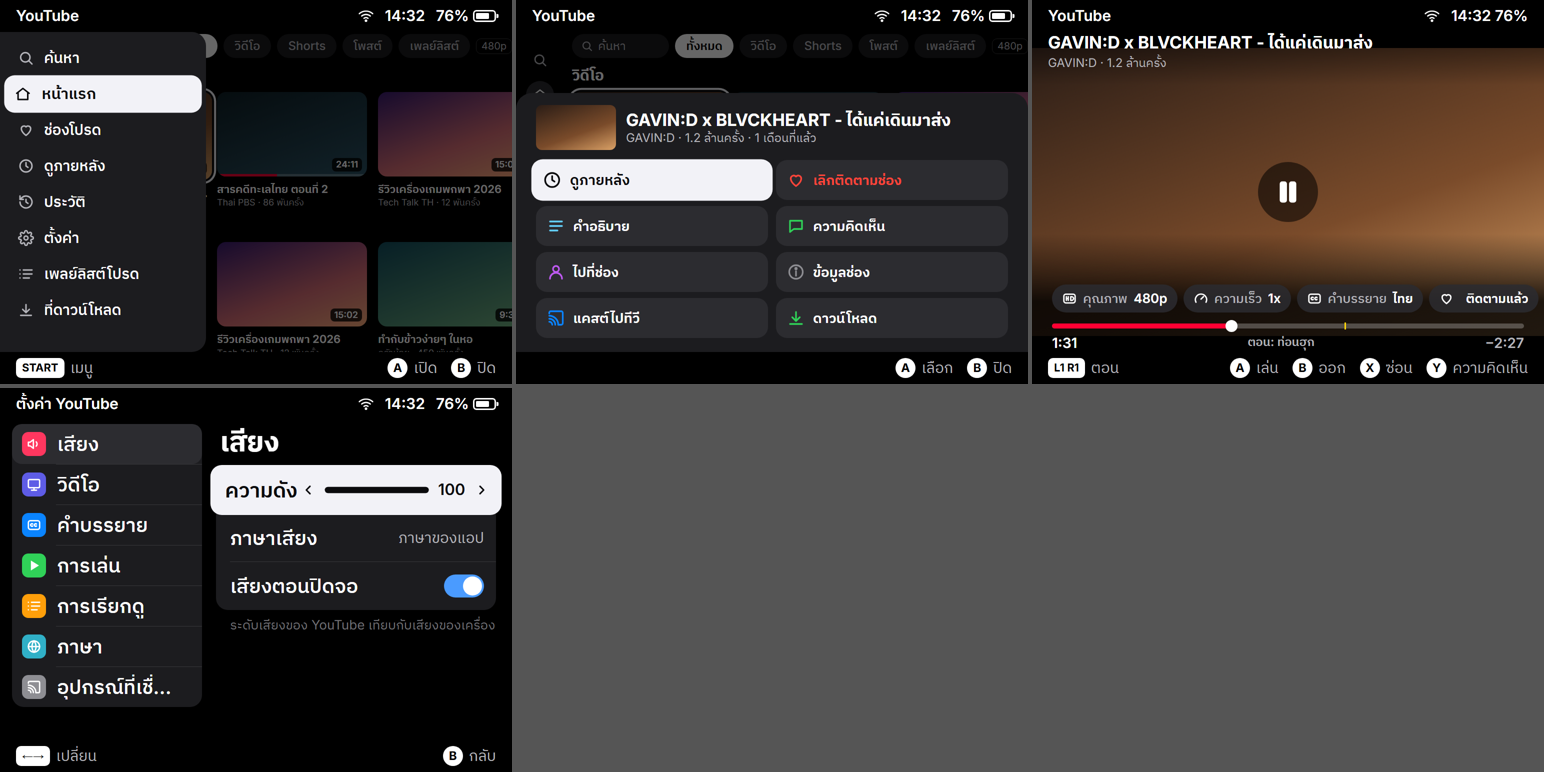 YouTube 14:32 76%
ค้นหา
หน้าแรก
ช่องโปรด
ดูภายหลัง
ประวัติ
ตั้งค่า
เพลย์ลิสต์โปรด
ที่ดาวน์โหลด
วิดีโอ Shorts โพสต์ เพลย์ลิสต์ 480p
24:11
สารคดีทะเลไทย ตอนที่ 2
Thai PBS · 86 พันครั้ง
รีวิวเครื่องเกมพกพา 2026
Tech Talk TH · 12 พันครั้ง
15:02
รีวิวเครื่องเกมพกพา 2026
ทำกับข้าวง่ายๆ ในหอ
START เมนู A เปิด B ปิด
YouTube 14:32 76%
ค้นหา ทั้งหมด วิดีโอ Shorts โพสต์ เพลย์ลิสต์ 480p
วิดีโอ
GAVIN:D x BLVCKHEART - ได้แค่เดินมาส่ง
GAVIN:D · 1.2 ล้านครั้ง · 1 เดือนที่แล้ว
ดูภายหลัง เลิกติดตามช่อง
คำอธิบาย ความคิดเห็น
ไปที่ช่อง ข้อมูลช่อง
แคสต์ไปทีวี ดาวน์โหลด
A เลือก B ปิด
YouTube 14:32 76%
GAVIN:D x BLVCKHEART - ได้แค่เดินมาส่ง
GAVIN:D · 1.2 ล้านครั้ง
HD คุณภาพ 480p ความเร็ว 1x CC คำบรรยาย ไทย ติดตามแล้ว
1:31 ตอน: ท่อนฮุก −2:27
L1 R1 ตอน A เล่น B ออก X ซ่อน Y ความคิดเห็น
ตั้งค่า YouTube 14:32 76%
เสียง
วิดีโอ
คำบรรยาย
การเล่น
การเรียกดู
ภาษา
อุปกรณ์ที่เชื่...
เสียง
ความดัง ‹ 100 ›
ภาษาเสียง ภาษาของแอป
เสียงตอนปิดจอ
ระดับเสียงของ YouTube เทียบกับเสียงของเครื่อง
←→ เปลี่ยน B กลับ